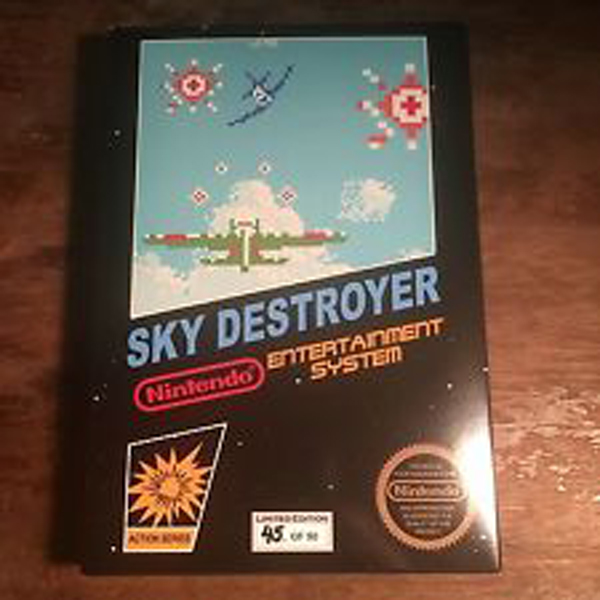 SKY DESTROYER
Nintendo®
ENTERTAINMENT
SYSTEM
ACTION SERIES
LIMITED EDITION
45 OF 50
Nintendo